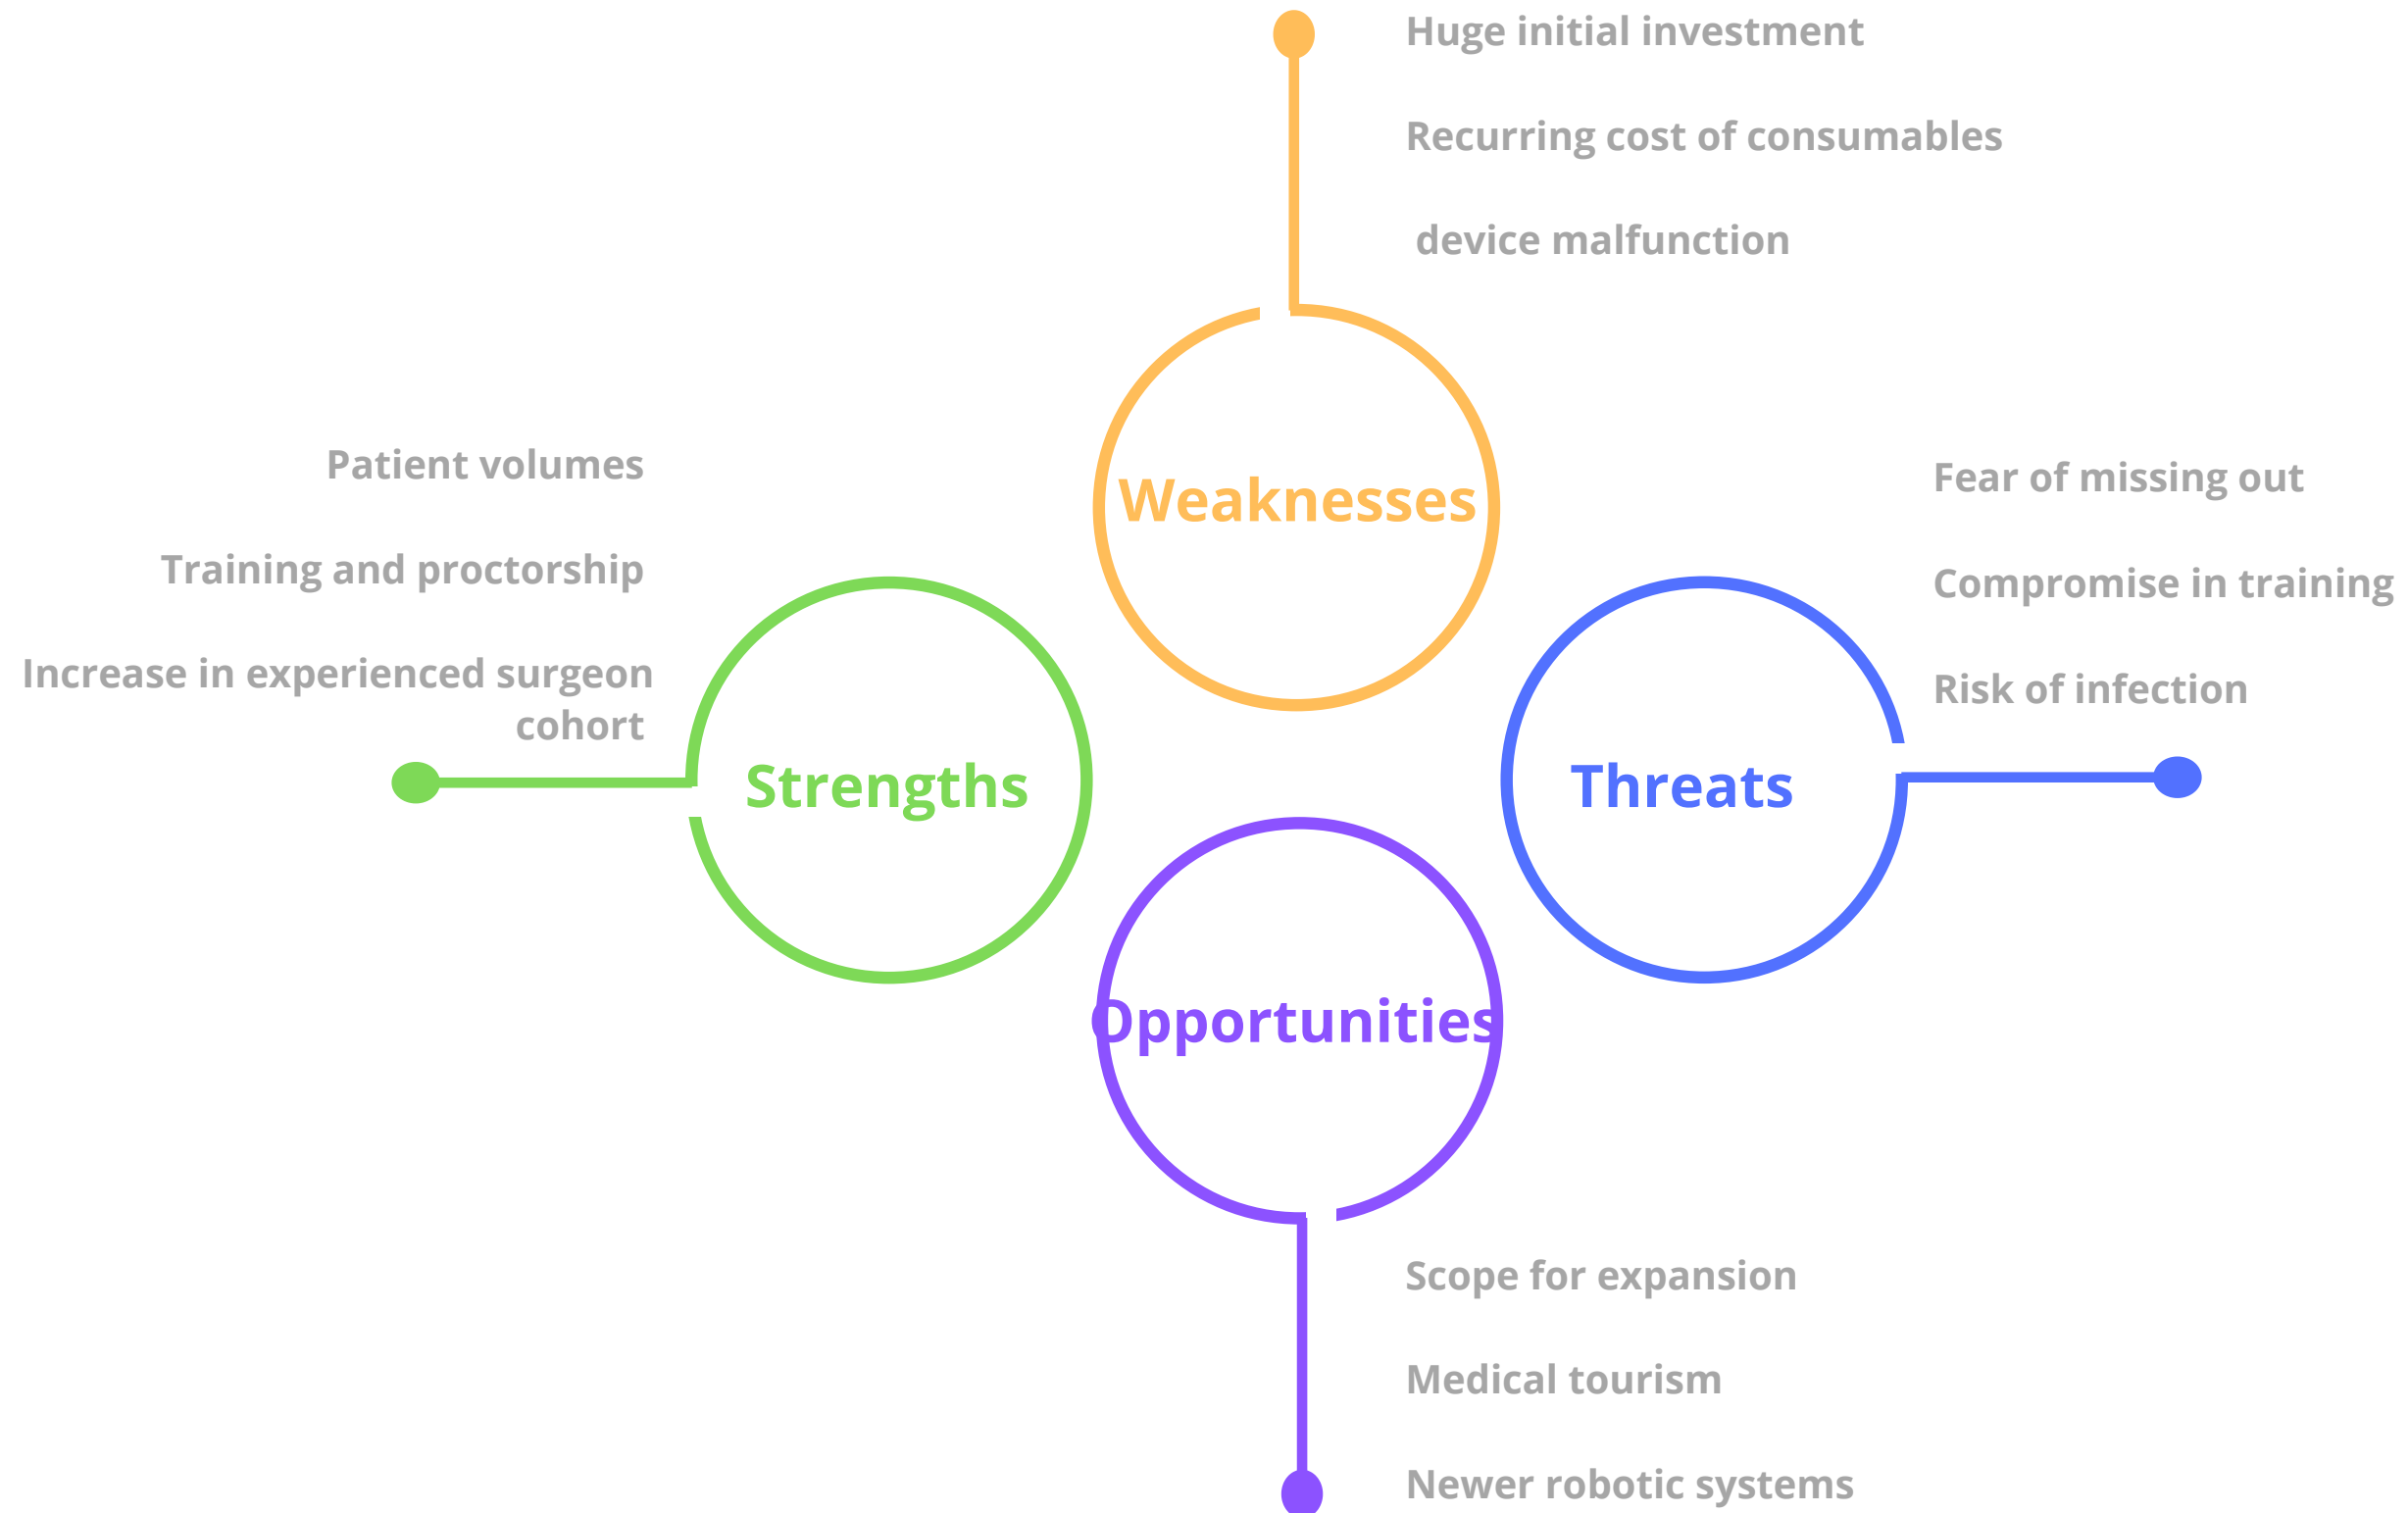 Huge initial investment
Recurring cost of consumables
device malfunction
Weaknesses
Patient volumes
Training and proctorship
Increase in experienced surgeon
cohort
Strengths
Fear of missing out
Compromise in training
Risk of infection
Threats
Opportunities
Scope for expansion
Medical tourism
Newer robotic systems